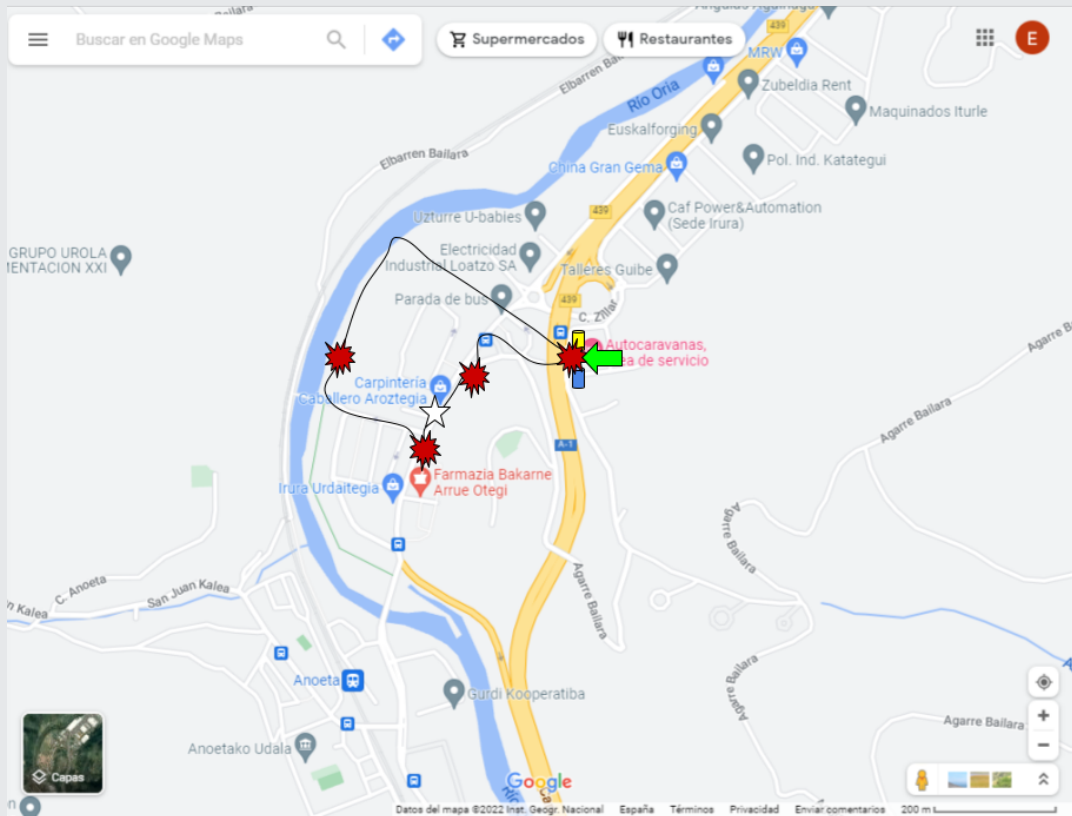 Buscar en Google Maps
Supermercados
Restaurantes
E
439
MRW
Zubeldia Rent
Río Oria
Maquinados Iturle
Euskalforging
Elbarren Bailara
China Gran Gema
Pol. Ind. Katategui
439
Uzturre U-babies
Caf Power&Automation
(Sede Irura)
GRUPO UROLA
MENTACION XXI
Electricidad
Industrial Loatzo SA
Talleres Guibe
Parada de bus
439
C. Zillar
Autocaravanas,
de servicio
Agarre
Carpintería
Caballero Aroztegia
Agarre Bailara
A-1
Irura Urdaitegia
Farmazia Bakarne
Arrue Otegi
Agarre Bailara
C. Anoeta
San Juan Kalea
Kalea
Agarre Bailara
Anoeta
Gurdi Kooperatiba
Agarre Bailara
Agarre Bailara
Anoetako Udala
Capas
Google
Datos del mapa ©2022 Inst. Geogr. Nacional España Términos Privacidad Enviar comentarios 200 m